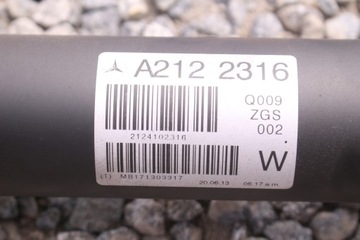 A212 2316
Q009
ZGS
002
2124102316
W
(T) MB171303317 20.06.13 06:17 a.m.